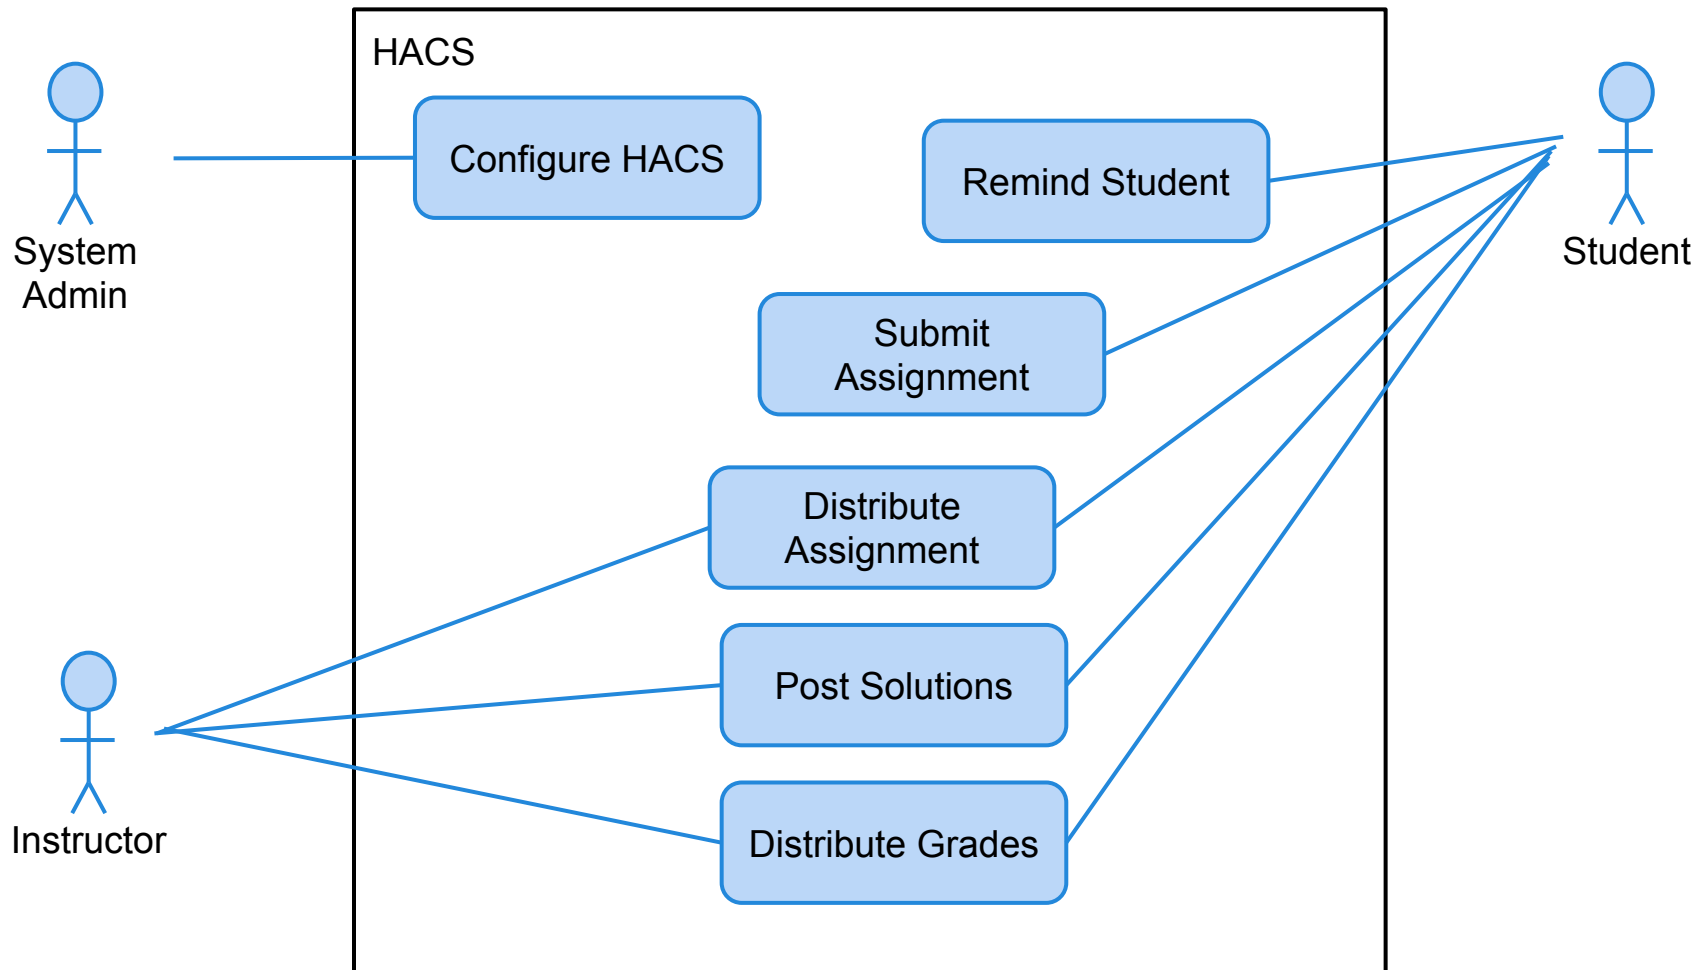 HACS
Configure HACS
Remind Student
System
Admin
Student
Submit
Assignment
Distribute
Assignment
Post Solutions
Instructor
Distribute Grades